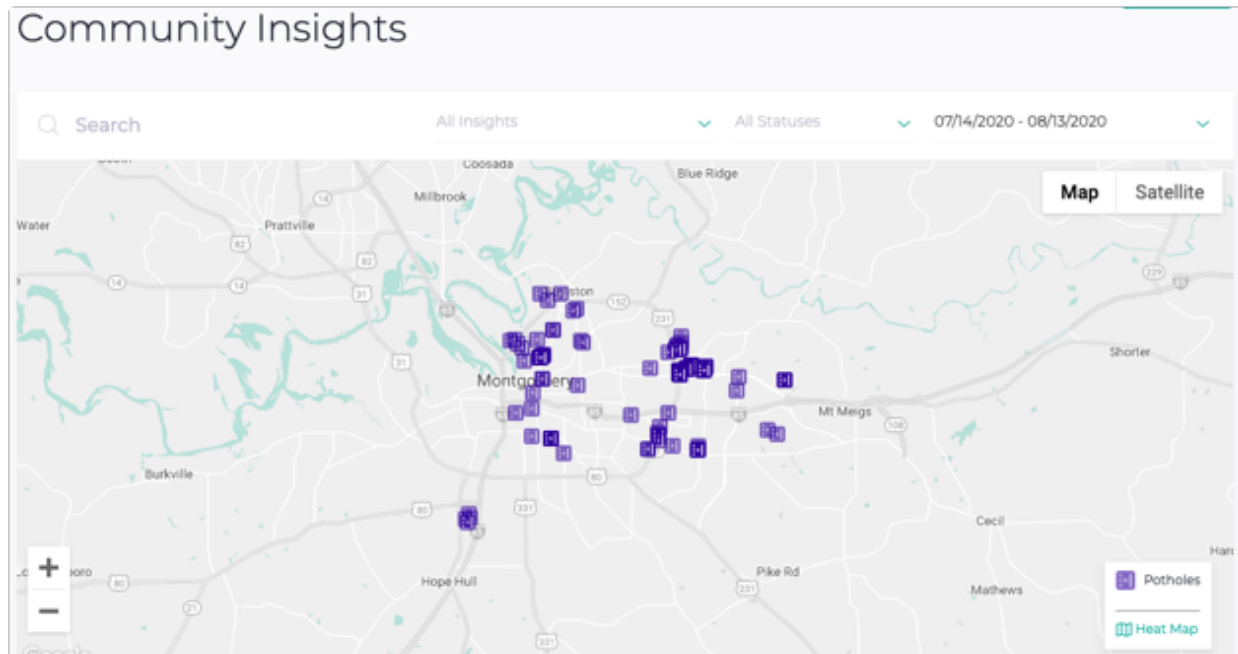 Community Insights
Search
All Insights
All Statuses
07/14/2020 - 08/13/2020
Coosada
Blue Ridge
Map
Satellite
Millbrook
14
Water
Prattville
82
82
229
14
14
31
152
231
31
Shorter
Montgomery
Mt Meigs
108
Burkville
80
80
331
Cecil
Hope Hull
Pike Rd
Mathews
80
231
21
331
+
−
Potholes
Heat Map